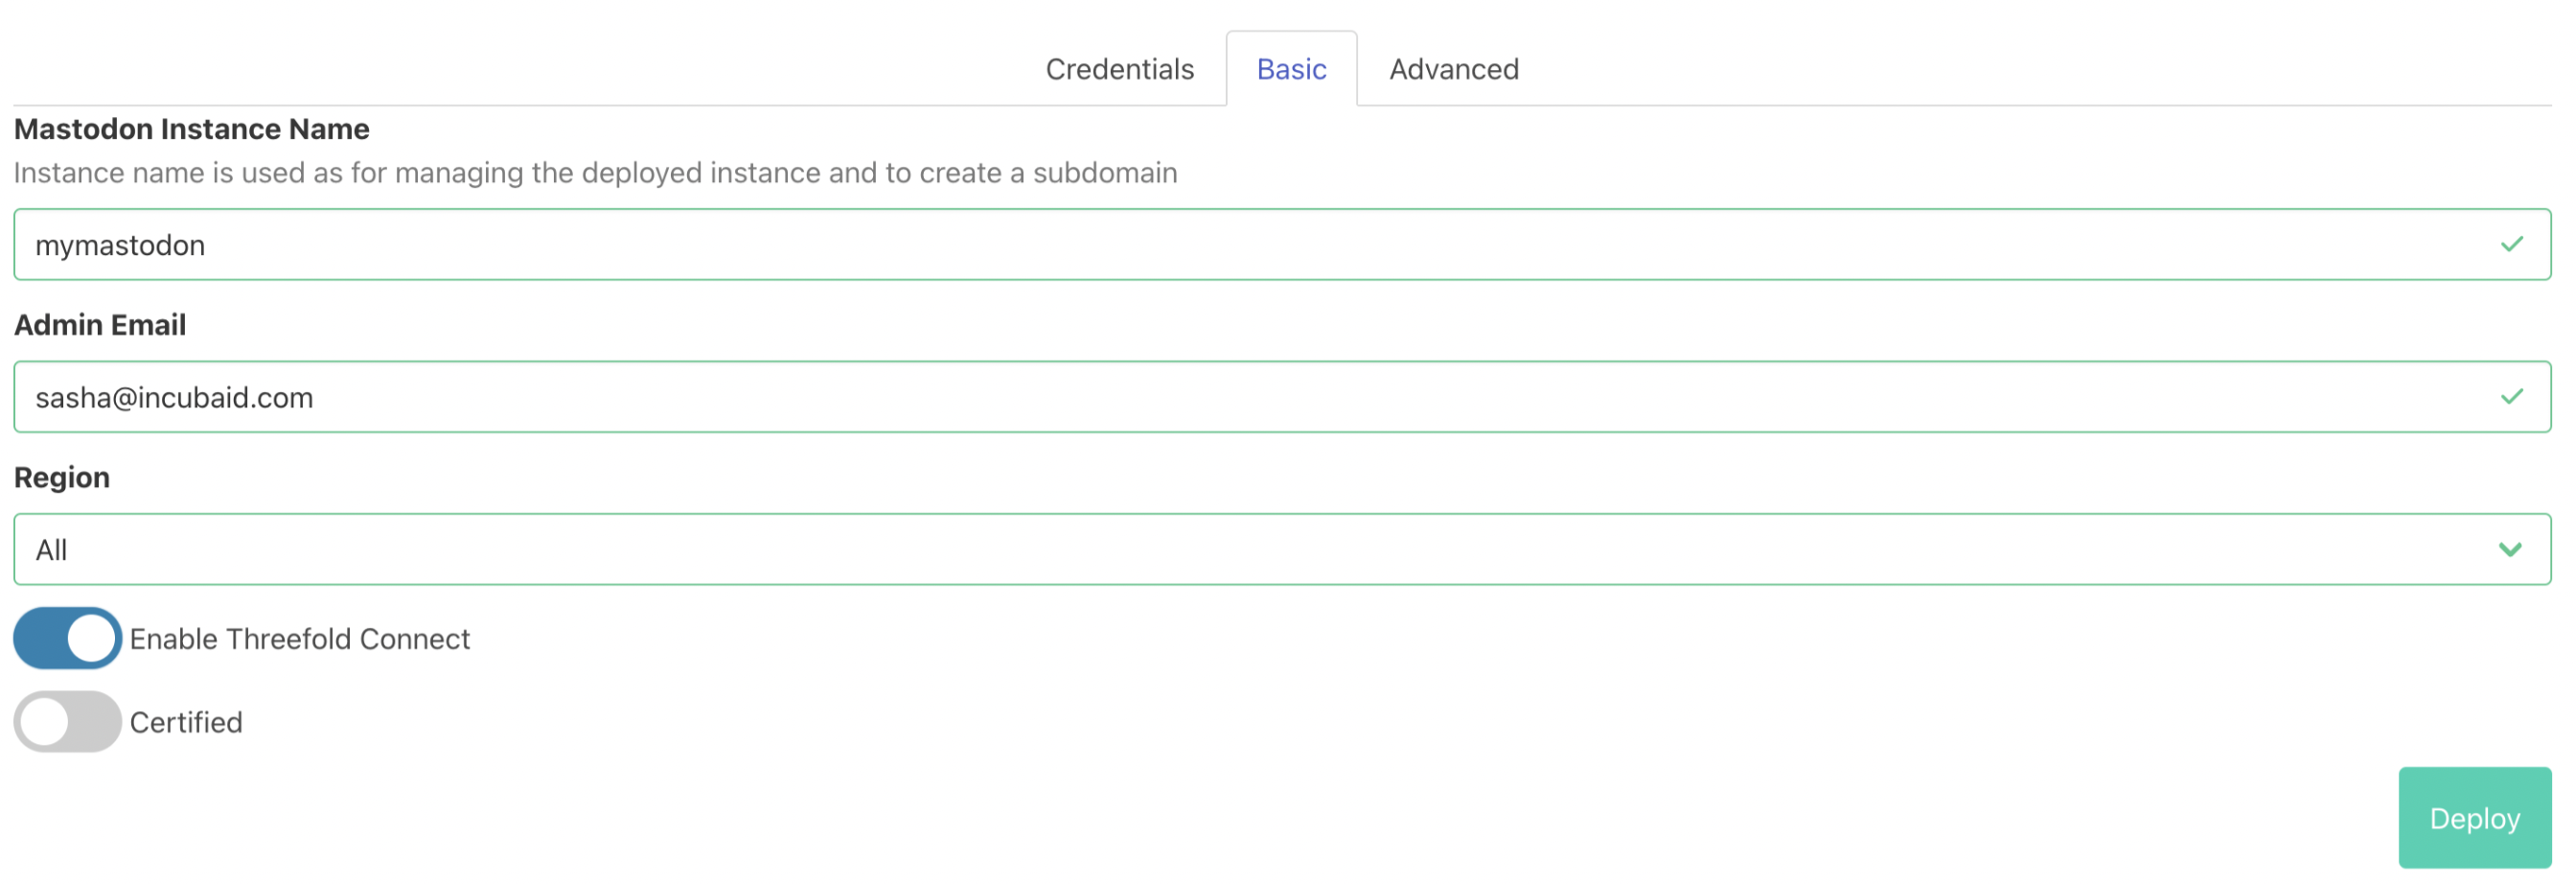 Credentials
Basic
Advanced
Mastodon Instance Name
Instance name is used as for managing the deployed instance and to create a subdomain
mymastodon
Admin Email
sasha@incubaid.com
Region
All
Enable Threefold Connect
Certified
Deploy